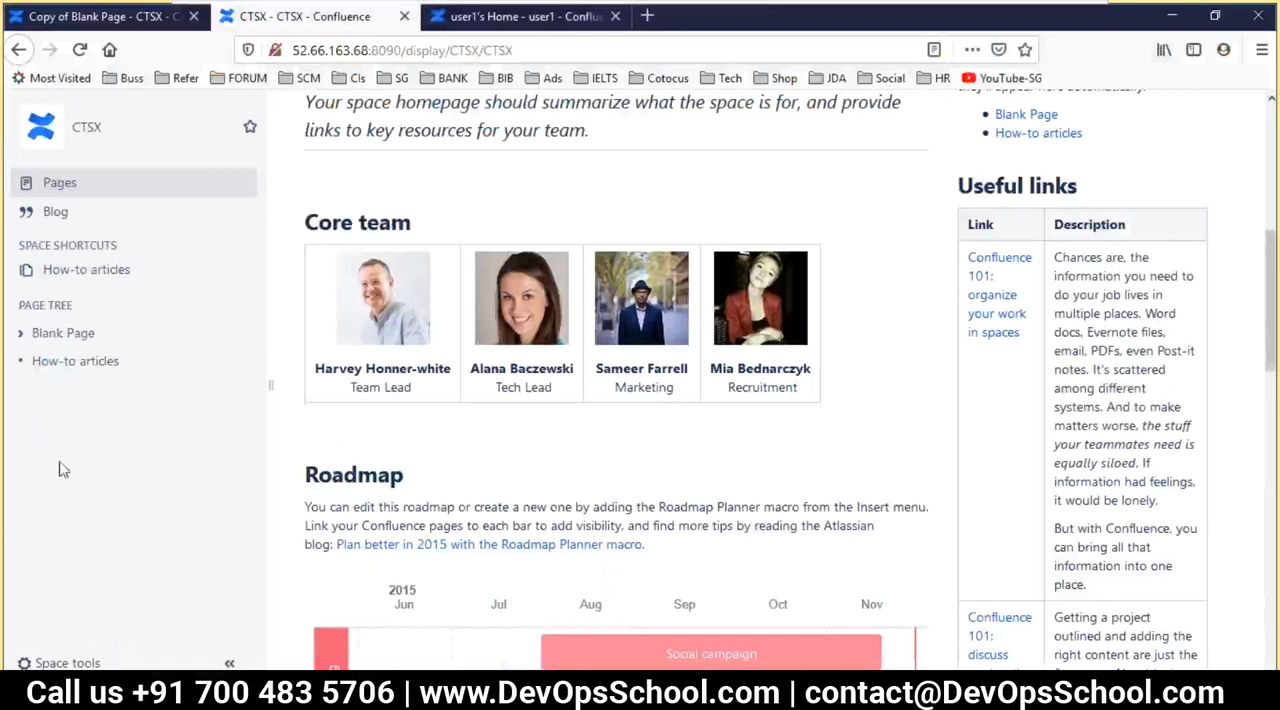 Copy of Blank Page - CTSX - C
CTSX - CTSX - Confluence
user1's Home - user1 - Conflue
52.66.163.68:8090/display/CTSX/CTSX
Most Visited
Buss
Refer
FORUM
SCM
CIs
SG
BANK
BIB
Ads
IELTS
Cotocus
Tech
Shop
JDA
Social
HR
YouTube-SG
CTSX
Pages
Blog
SPACE SHORTCUTS
How-to articles
PAGE TREE
Blank Page
How-to articles
Space tools
Your space homepage should summarize what the space is for, and provide
links to key resources for your team.
Core team
Harvey Honner-white
Team Lead
Alana Baczewski
Tech Lead
Sameer Farrell
Marketing
Mia Bednarczyk
Recruitment
Roadmap
You can edit this roadmap or create a new one by adding the Roadmap Planner macro from the Insert menu.
Link your Confluence pages to each bar to add visibility, and find more tips by reading the Atlassian
blog: Plan better in 2015 with the Roadmap Planner macro.
2015
Jun
Jul
Aug
Sep
Oct
Nov
Social campaign
Blank Page
How-to articles
Useful links
Link
Description
Confluence
101:
organize
your work
in spaces
Chances are, the
information you need to
do your job lives in
multiple places. Word
docs, Evernote files,
email, PDFs, even Post-it
notes. It's scattered
among different
systems. And to make
matters worse, the stuff
your teammates need is
equally siloed. If
information had feelings,
it would be lonely.
But with Confluence, you
can bring all that
information into one
place.
Confluence
101:
discuss
Getting a project
outlined and adding the
right content are just the
Call us +91 700 483 5706 | www.DevOpsSchool.com | contact@DevOpsSchool.com